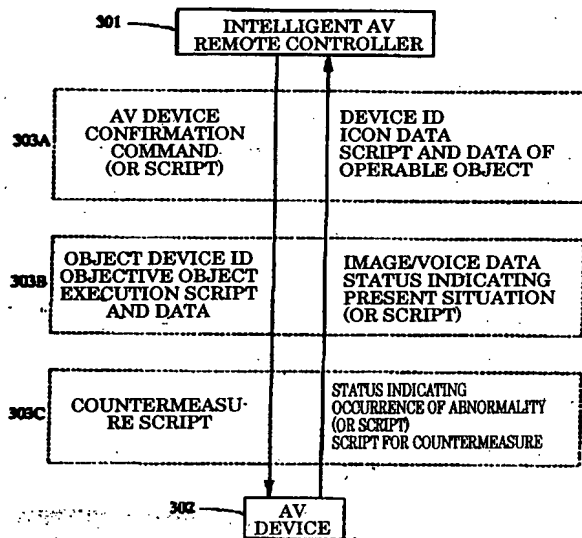 301
INTELLIGENT AV
REMOTE CONTROLLER
303A
AV DEVICE
CONFIRMATION
COMMAND
(OR SCRIPT)
DEVICE ID
ICON DATA
SCRIPT AND DATA OF
OPERABLE OBJECT
303B
OBJECT DEVICE ID
OBJECTIVE OBJECT
EXECUTION SCRIPT
AND DATA
IMAGE/VOICE DATA
STATUS INDICATING
PRESENT SITUATION
(OR SCRIPT)
303C
COUNTERMEASU-
RE SCRIPT
STATUS INDICATING
OCCURRENCE OF ABNORMALITY
(OR SCRIPT)
SCRIPT FOR COUNTERMEASURE
302
AV
DEVICE